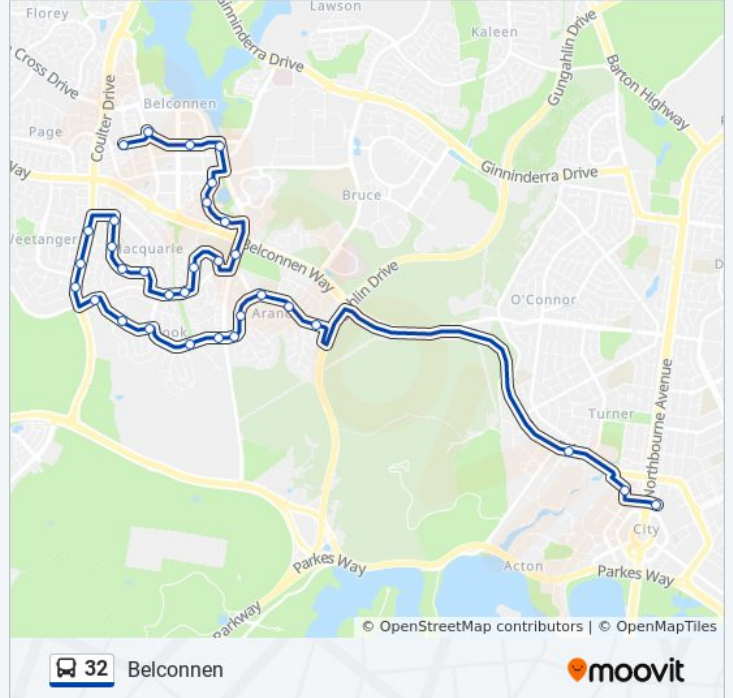 Florey
Lawson
Kaleen
Ginninderra Drive
Gungahlin Drive
Barton Highway
Cross Drive
Coulter Drive
Belconnen
Page
Ginninderra Drive
Bruce
Way
Weetangera
Macquarie
Belconnen Way
hlin Drive
O'Connor
Aran
ook
Turner
Northbourne Avenue
City
Parkes Way
Acton
Parkes Way
Parkway
© OpenStreetMap contributors | © OpenMapTiles
32 Belconnen
moovit